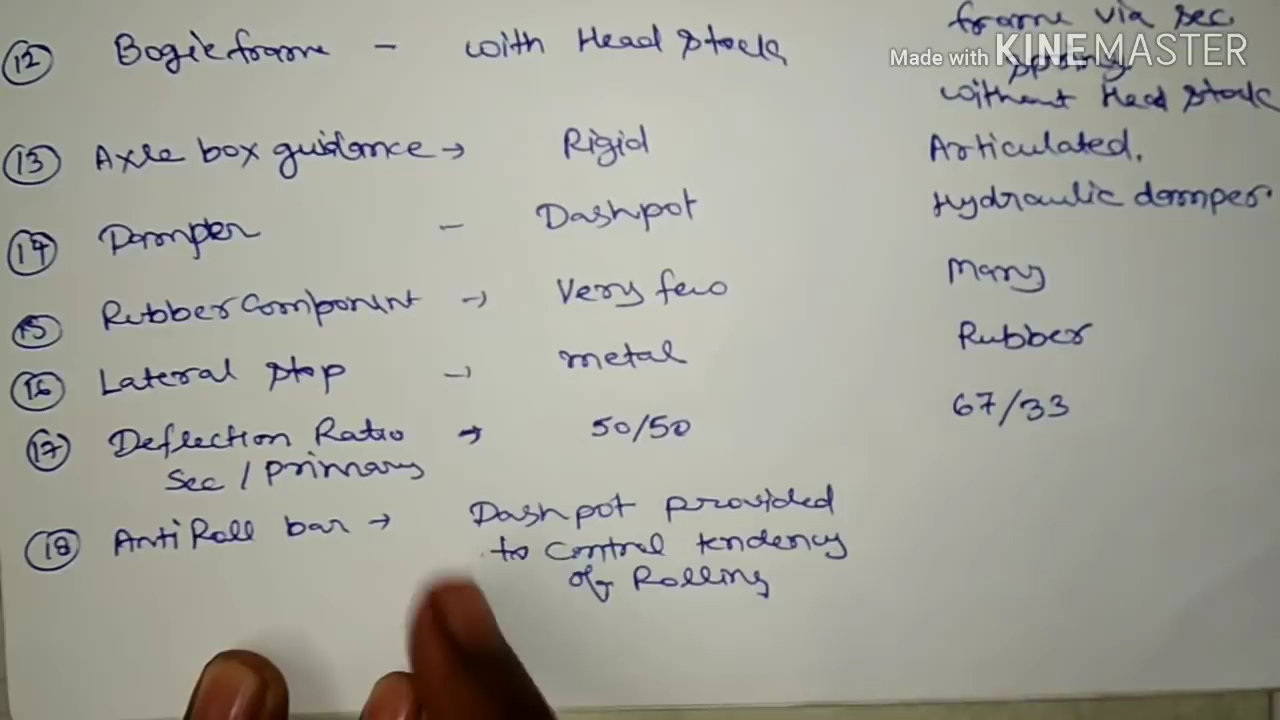 frame via sec
Made with KINEMASTER
spring.
(12) Bogie frame - with Head stock
without Head stock
(13) Axle box guidance → Rigid Articulated.
(14) Damper - Dashpot Hydraulic damper.
(15) Rubber Component → Very few Many
(16) Lateral stop → metal Rubber
(17) Deflection Ratio → 50/50 67/33
Sec / primary
(18) Anti Roll bar → Dashpot provided
to control tendency
of Rolling